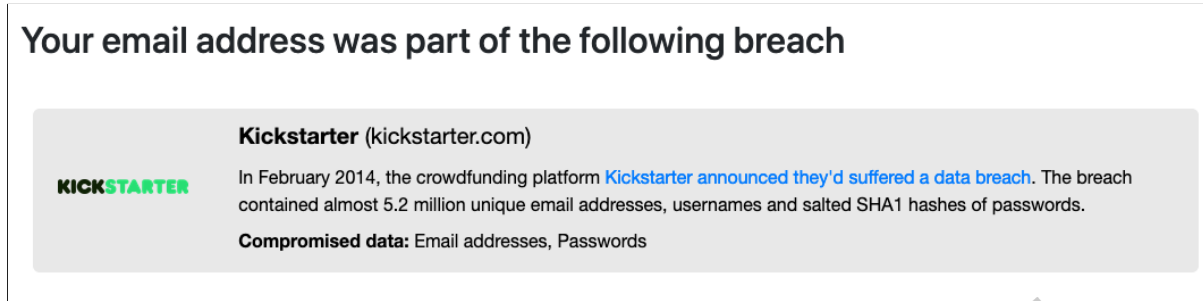 Your email address was part of the following breach
Kickstarter (kickstarter.com)
KICKSTARTER
In February 2014, the crowdfunding platform Kickstarter announced they'd suffered a data breach. The breach
contained almost 5.2 million unique email addresses, usernames and salted SHA1 hashes of passwords.
Compromised data: Email addresses, Passwords